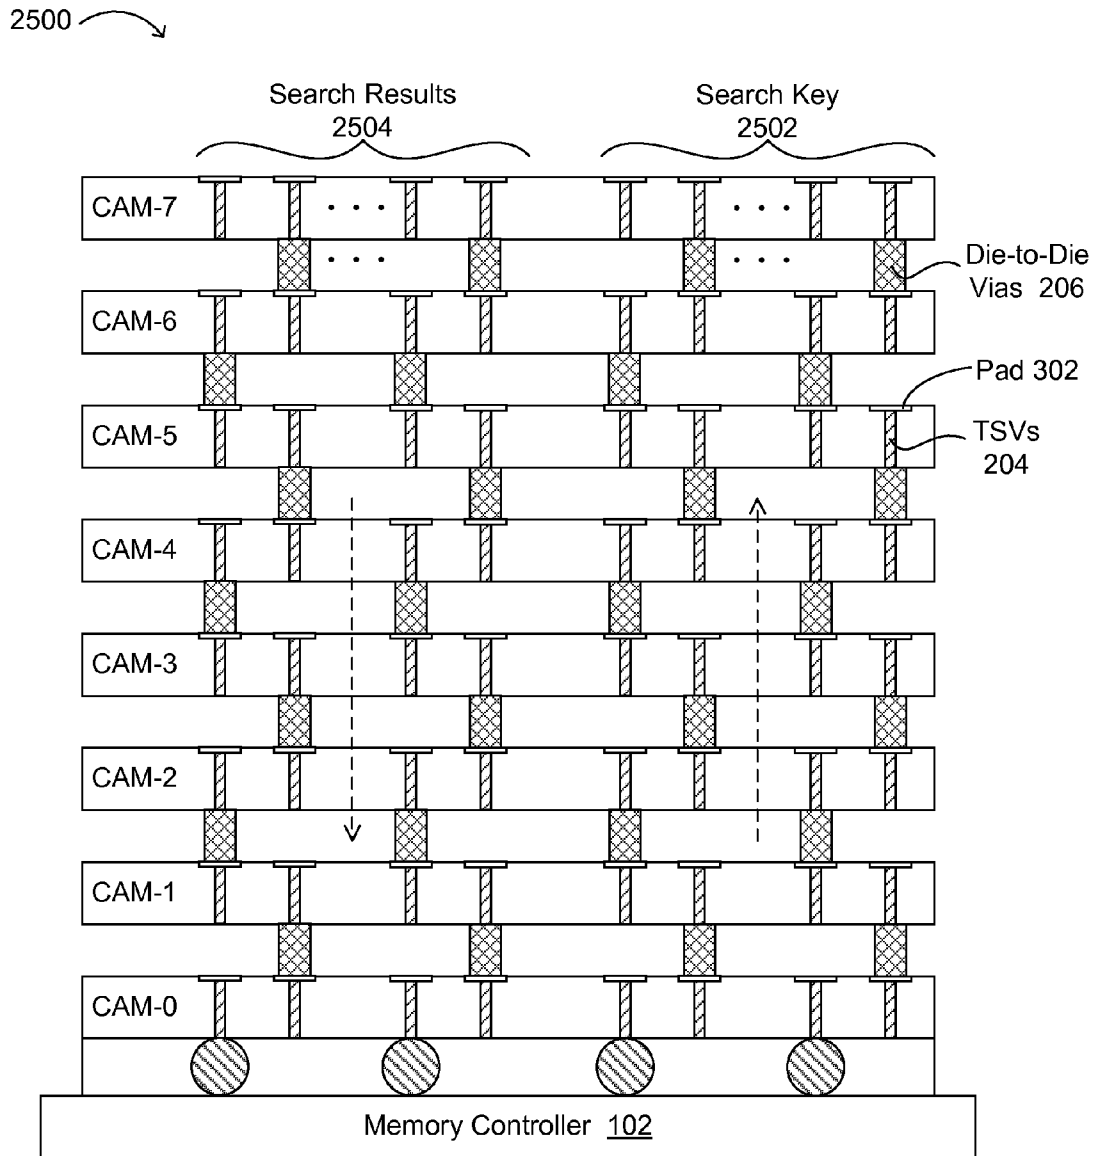 2500
Search Results
2504
Search Key
2502
CAM-7
Die-to-Die
Vias 206
CAM-6
Pad 302
CAM-5
TSVs
204
CAM-4
CAM-3
CAM-2
CAM-1
CAM-0
Memory Controller 102